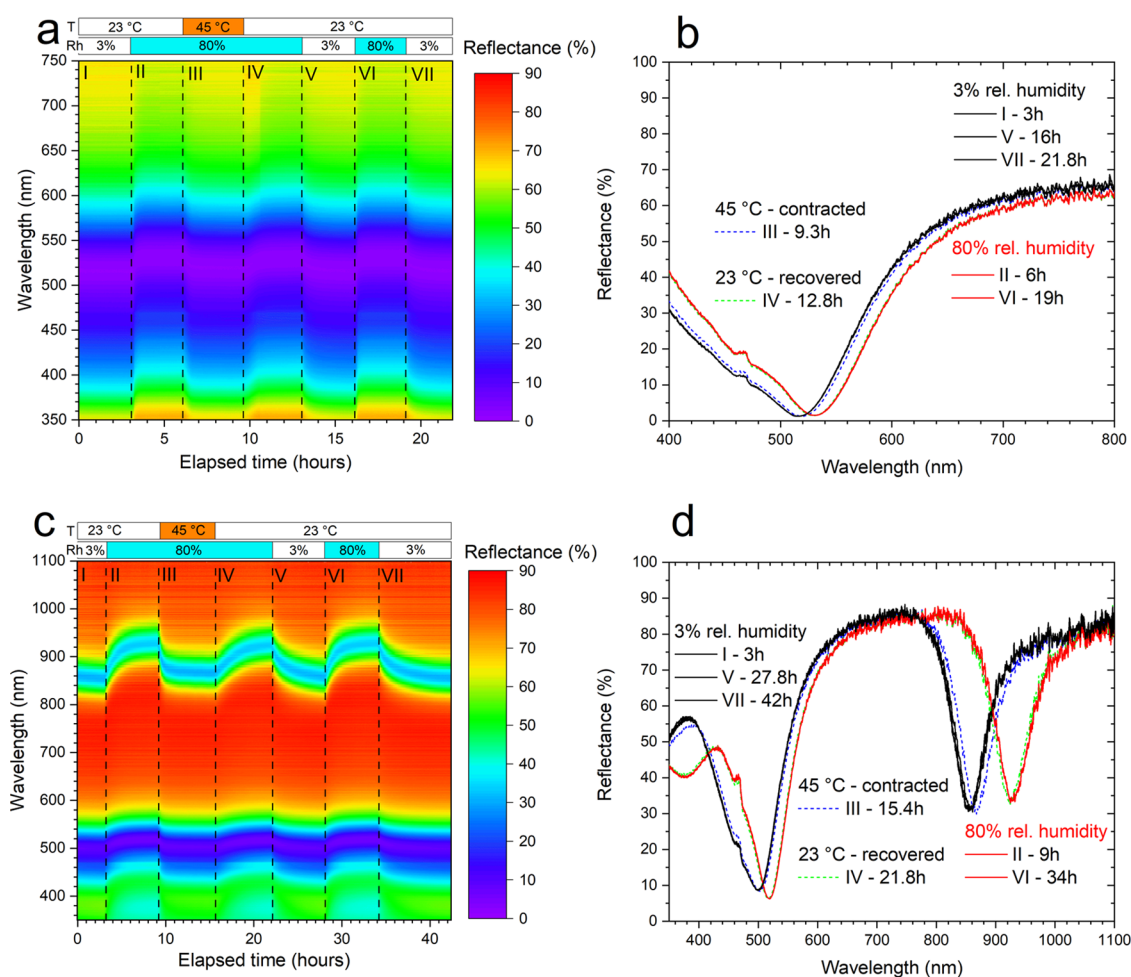 a
T 23 °C 45 °C 23 °C
Rh 3% 80% 3% 80% 3%
Reflectance (%)
I II III IV V VI VII
750
700
650
600
550
500
450
400
350
Wavelength (nm)
0 5 10 15 20
Elapsed time (hours)
90
80
70
60
50
40
30
20
10
0
b
100
90
80
70
60
50
40
30
20
10
0
Reflectance (%)
3% rel. humidity
I - 3h
V - 16h
VII - 21.8h
45 °C - contracted
III - 9.3h
23 °C - recovered
IV - 12.8h
80% rel. humidity
II - 6h
VI - 19h
400 500 600 700 800
Wavelength (nm)
c
T 23 °C 45 °C 23 °C
Rh 3% 80% 3% 80% 3%
Reflectance (%)
I II III IV V VI VII
1100
1000
900
800
700
600
500
400
Wavelength (nm)
0 10 20 30 40
Elapsed time (hours)
90
80
70
60
50
40
30
20
10
0
d
100
90
80
70
60
50
40
30
20
10
0
Reflectance (%)
3% rel. humidity
I - 3h
V - 27.8h
VII - 42h
45 °C - contracted
III - 15.4h
23 °C - recovered
IV - 21.8h
80% rel. humidity
II - 9h
VI - 34h
400 500 600 700 800 900 1000 1100
Wavelength (nm)